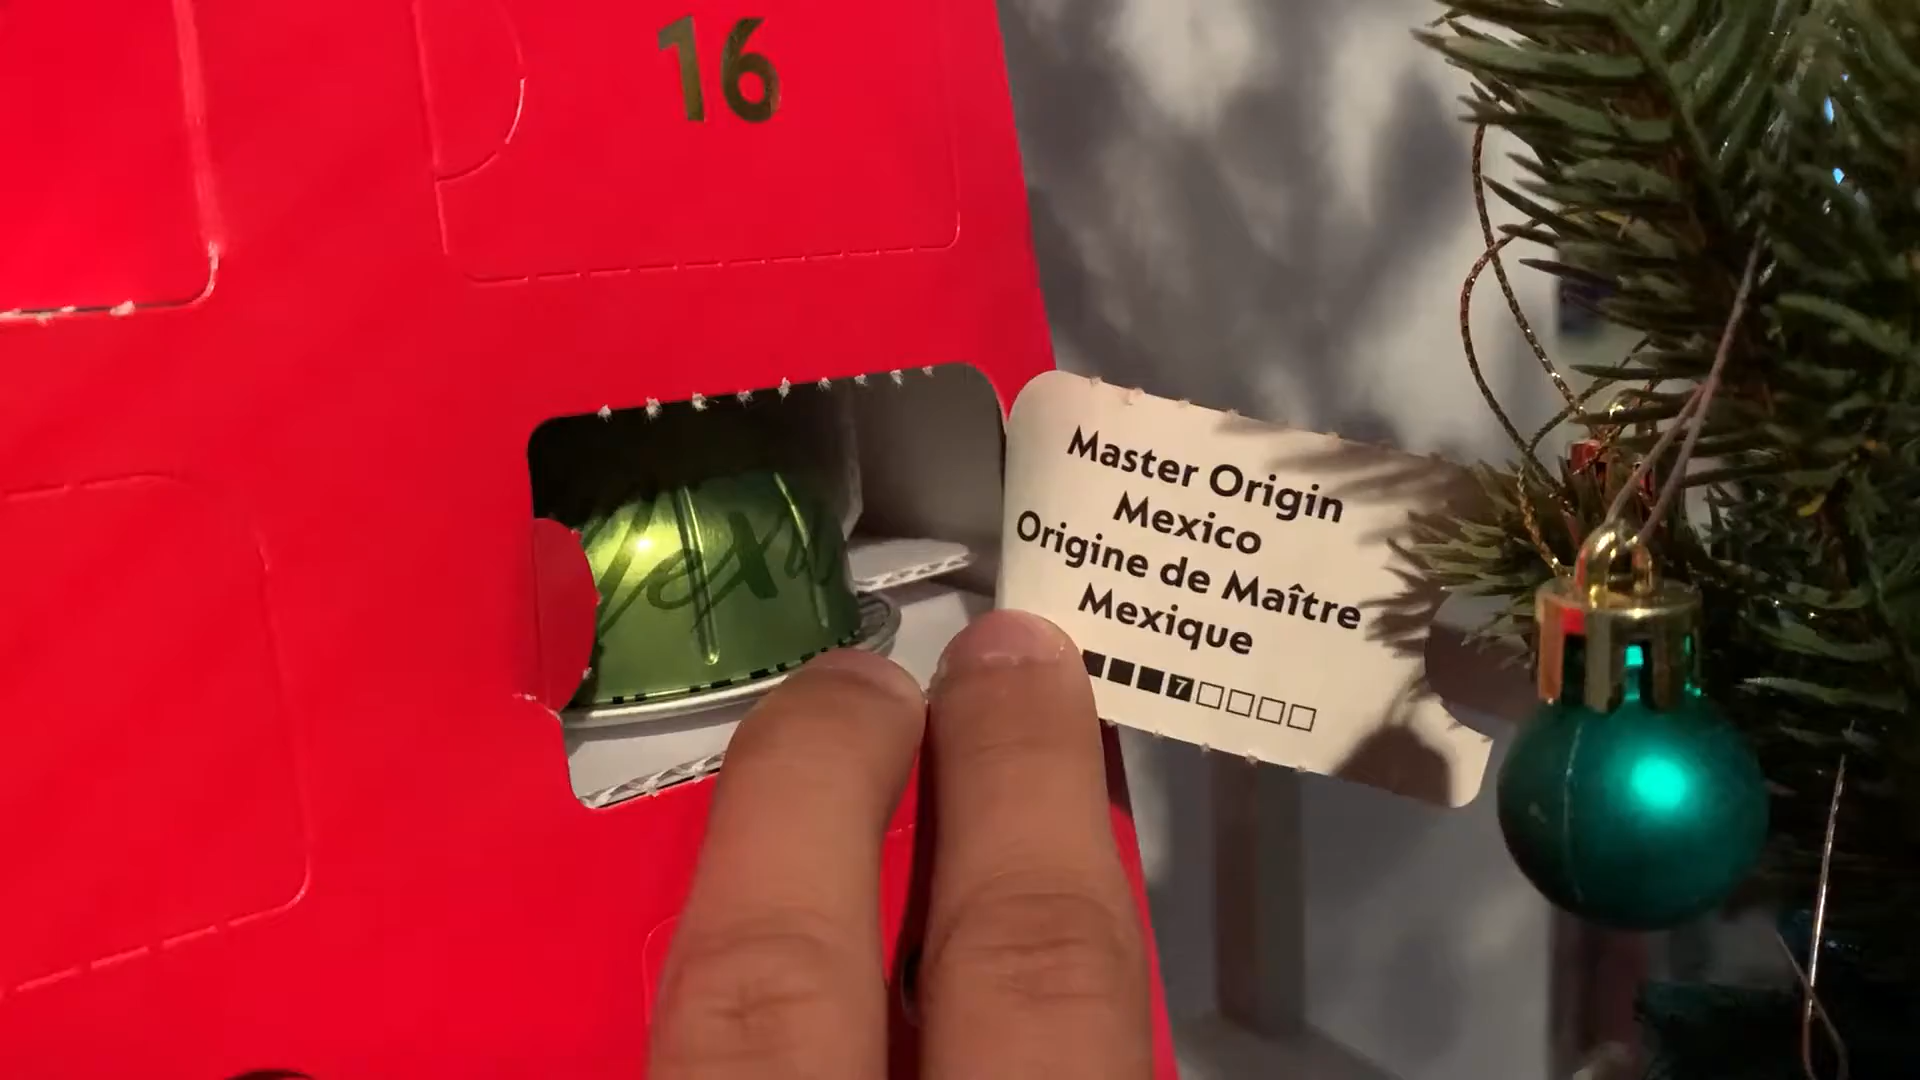 16
Master Origin
Mexico
Origine de Maître
Mexique
7